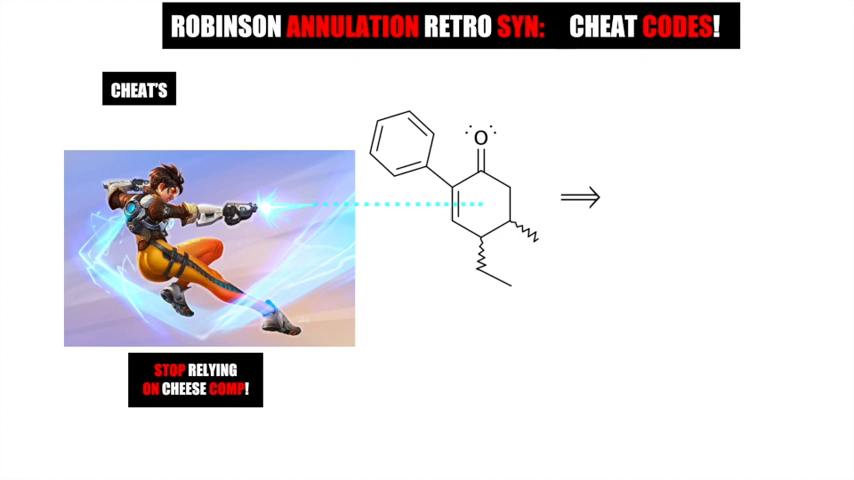 ROBINSON ANNULATION RETRO SYN: CHEAT CODES!
CHEAT'S
O
STOP RELYING
ON CHEESE COMP!